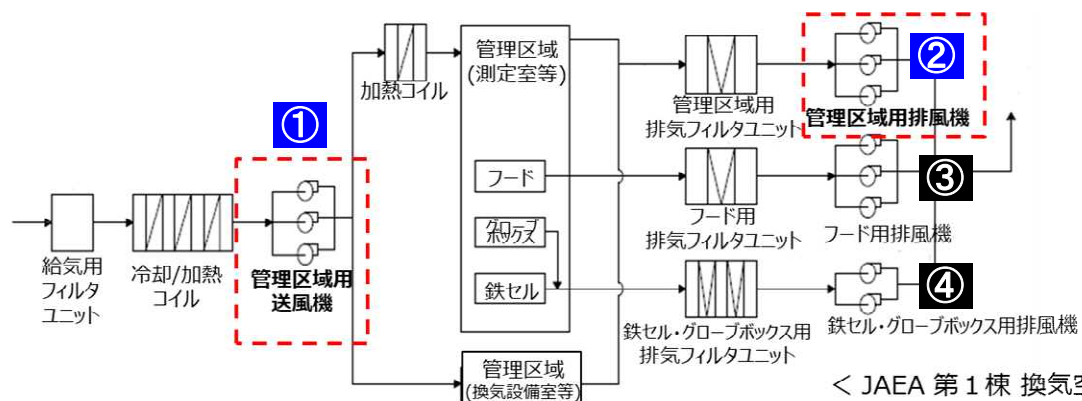 ①
給気用
フィルタ
ユニット
冷却/加熱
コイル
管理区域用
送風機
加熱コイル
管理区域
(測定室等)
フード
グローブ
ボックス
鉄セル
管理区域
(換気設備室等)
管理区域用
排気フィルタユニット
フード用
排気フィルタユニット
鉄セル・グローブボックス用
排気フィルタユニット
②
管理区域用排風機
③
フード用排風機
④
鉄セル・グローブボックス用排風機
< JAEA 第1棟 換気空